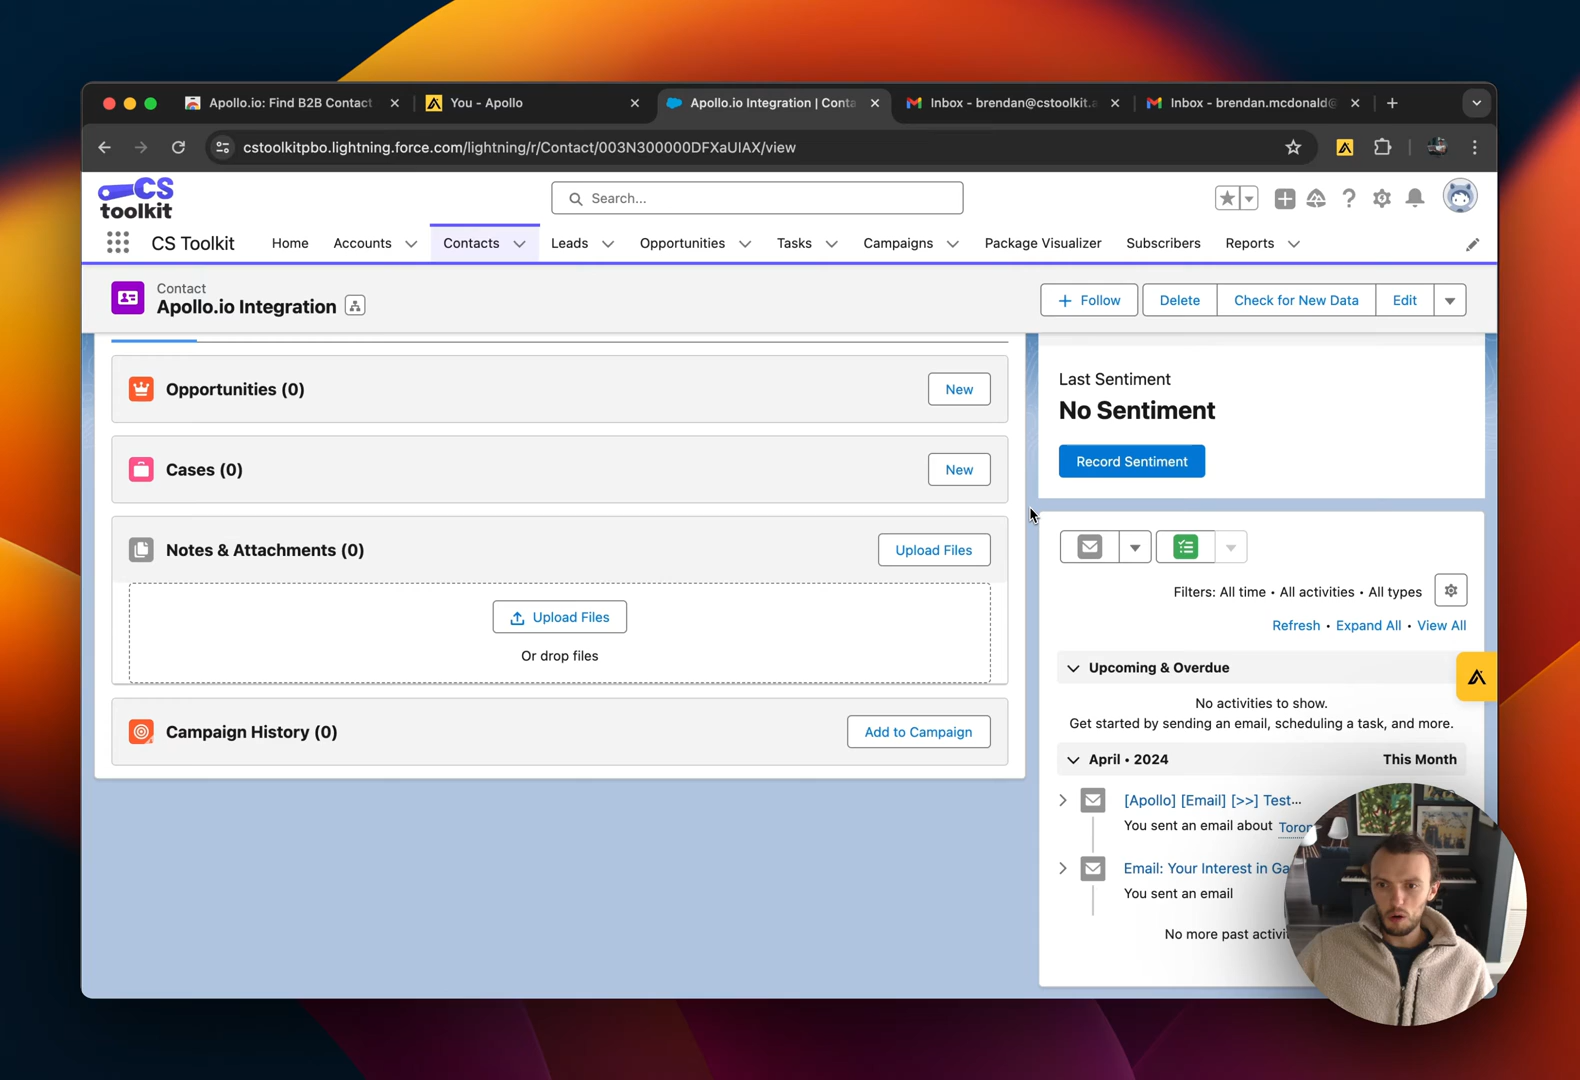 Apollo.io: Find B2B Contact
You - Apollo
Apollo.io Integration | Conta
Inbox - brendan@cstoolkit.a
Inbox - brendan.mcdonald@
cstoolkitpbo.lightning.force.com/lightning/r/Contact/003N300000DFXaUIAX/view
CS
toolkit
Search...
CS Toolkit
Home
Accounts
Contacts
Leads
Opportunities
Tasks
Campaigns
Package Visualizer
Subscribers
Reports
Contact
Apollo.io Integration
Follow
Delete
Check for New Data
Edit
Opportunities (0)
New
Cases (0)
New
Notes & Attachments (0)
Upload Files
Upload Files
Or drop files
Campaign History (0)
Add to Campaign
Last Sentiment
No Sentiment
Record Sentiment
Filters: All time • All activities • All types
Refresh • Expand All • View All
Upcoming & Overdue
No activities to show.
Get started by sending an email, scheduling a task, and more.
April • 2024
This Month
[Apollo] [Email] [>>] Test...
You sent an email about Toron
Email: Your Interest in Ga
You sent an email
No more past activi